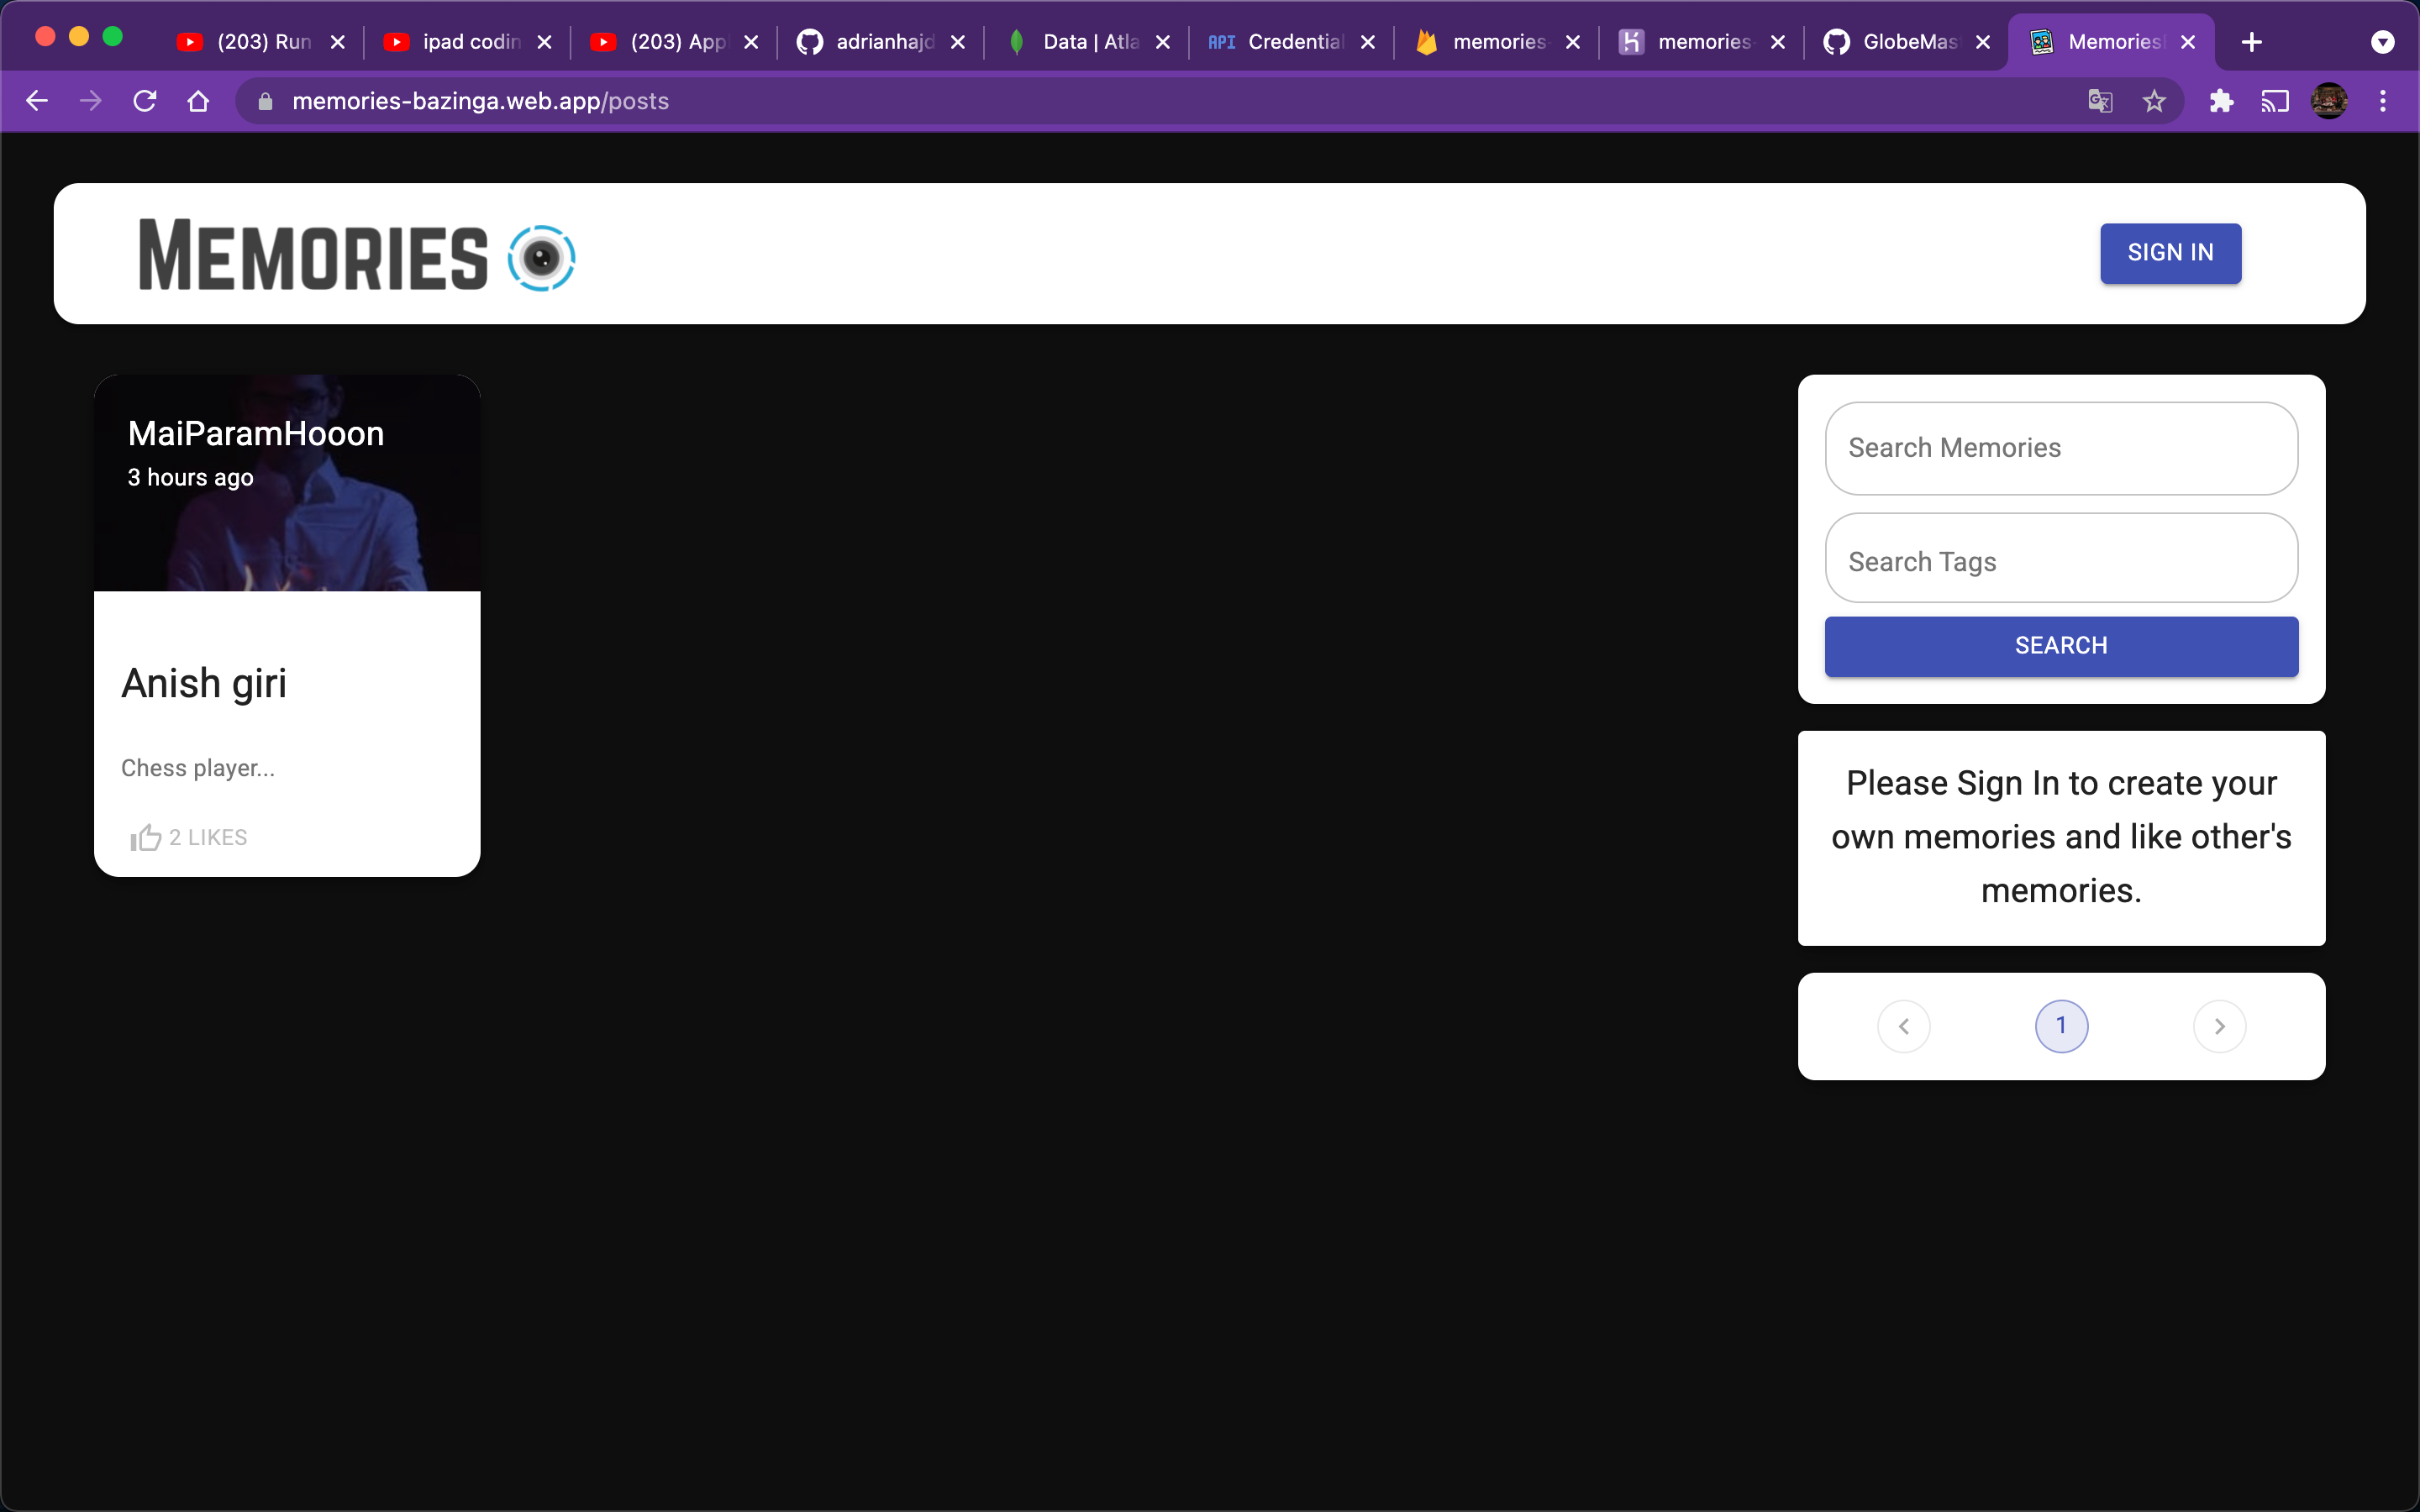 (203) Run
ipad codin
(203) App
adrianhajd
Data | Atla
API
Credential
memories-
memories-
GlobeMas
Memories
memories-bazinga.web.app/posts
MEMORIES
SIGN IN
MaiParamHooon
3 hours ago
Anish giri
Chess player...
2 LIKES
Search Memories
Search Tags
SEARCH
Please Sign In to create your
own memories and like other's
memories.
1